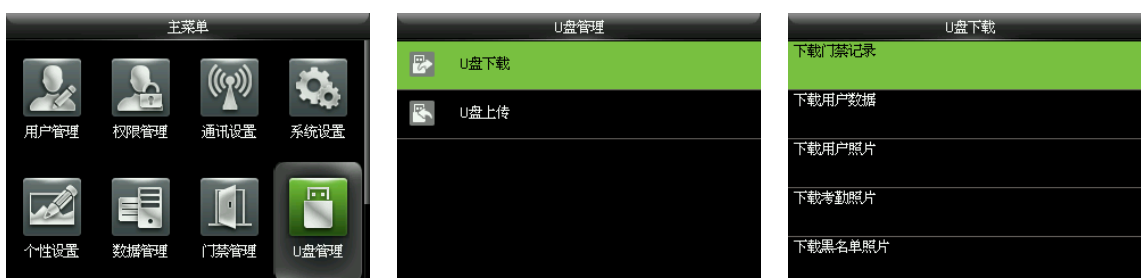 主菜单
用户管理
权限管理
通讯设置
系统设置
个性设置
数据管理
门禁管理
U盘管理
U盘管理
U盘下载
U盘上传
U盘下载
下载门禁记录
下载用户数据
下载用户照片
下载考勤照片
下载黑名单照片